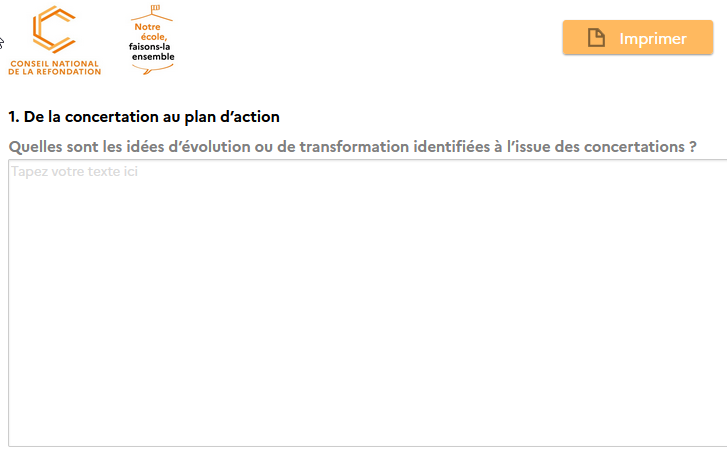 CONSEIL NATIONAL
DE LA REFONDATION
Notre
école,
faisons-la
ensemble
Imprimer
1. De la concertation au plan d’action
Quelles sont les idées d’évolution ou de transformation identifiées à l’issue des concertations ?
Tapez votre texte ici